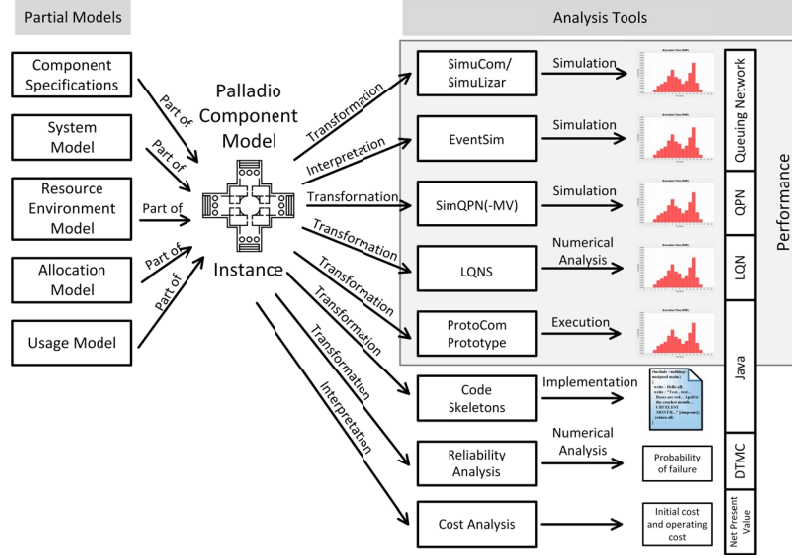 Partial Models
Analysis Tools
Component
Specifications
System
Model
Resource
Environment
Model
Allocation
Model
Usage Model
Part of
Part of
Part of
Part of
Part of
Palladio
Component
Model
Instance
Transformation
Interpretation
Transformation
Transformation
Transformation
Transformation
Transformation
Interpretation
SimuCom/
SimuLizar
Simulation
EventSim
Simulation
SimQPN(-MV)
Simulation
LQNS
Numerical
Analysis
ProtoCom
Prototype
Execution
Code
Skeletons
Implementation
Reliability
Analysis
Numerical
Analysis
Probability
of failure
Cost Analysis
Initial cost
and operating
cost
Queuing Network
QPN
LQN
Java
DTMC
Net Present
Value
Performance